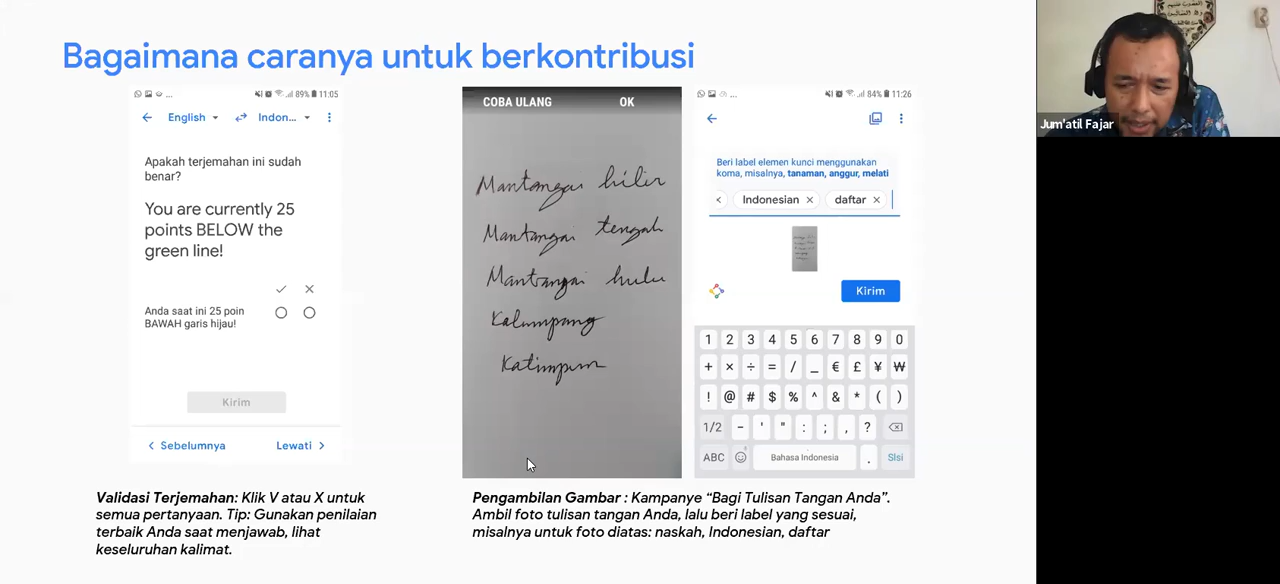 Bagaimana caranya untuk berkontribusi
... 89% 11:05
English Indon...
Apakah terjemahan ini sudah
benar?
You are currently 25
points BELOW the
green line!
Anda saat ini 25 poin
BAWAH garis hijau!
Kirim
Sebelumnya Lewati
Validasi Terjemahan: Klik V atau X untuk
semua pertanyaan. Tip: Gunakan penilaian
terbaik Anda saat menjawab, lihat
keseluruhan kalimat.
COBA ULANG OK
Mantangai hilir
Mantangai tengah
Mantangai hulu
Kalumpang
Katimpun
... 84% 11:26
Beri label elemen kunci menggunakan
koma, misalnya, tanaman, anggur, melati
Indonesian × daftar ×
Kirim
1 2 3 4 5 6 7 8 9 0
+ × ÷ = / _ € £ ¥ ₩
! @ # $ % ^ & * ( )
1/2 - ' " : ; , ?
ABC Bahasa Indonesia . SIsi
Pengambilan Gambar : Kampanye “Bagi Tulisan Tangan Anda”.
Ambil foto tulisan tangan Anda, lalu beri label yang sesuai,
misalnya untuk foto diatas: naskah, Indonesian, daftar
Jum'atil Fajar